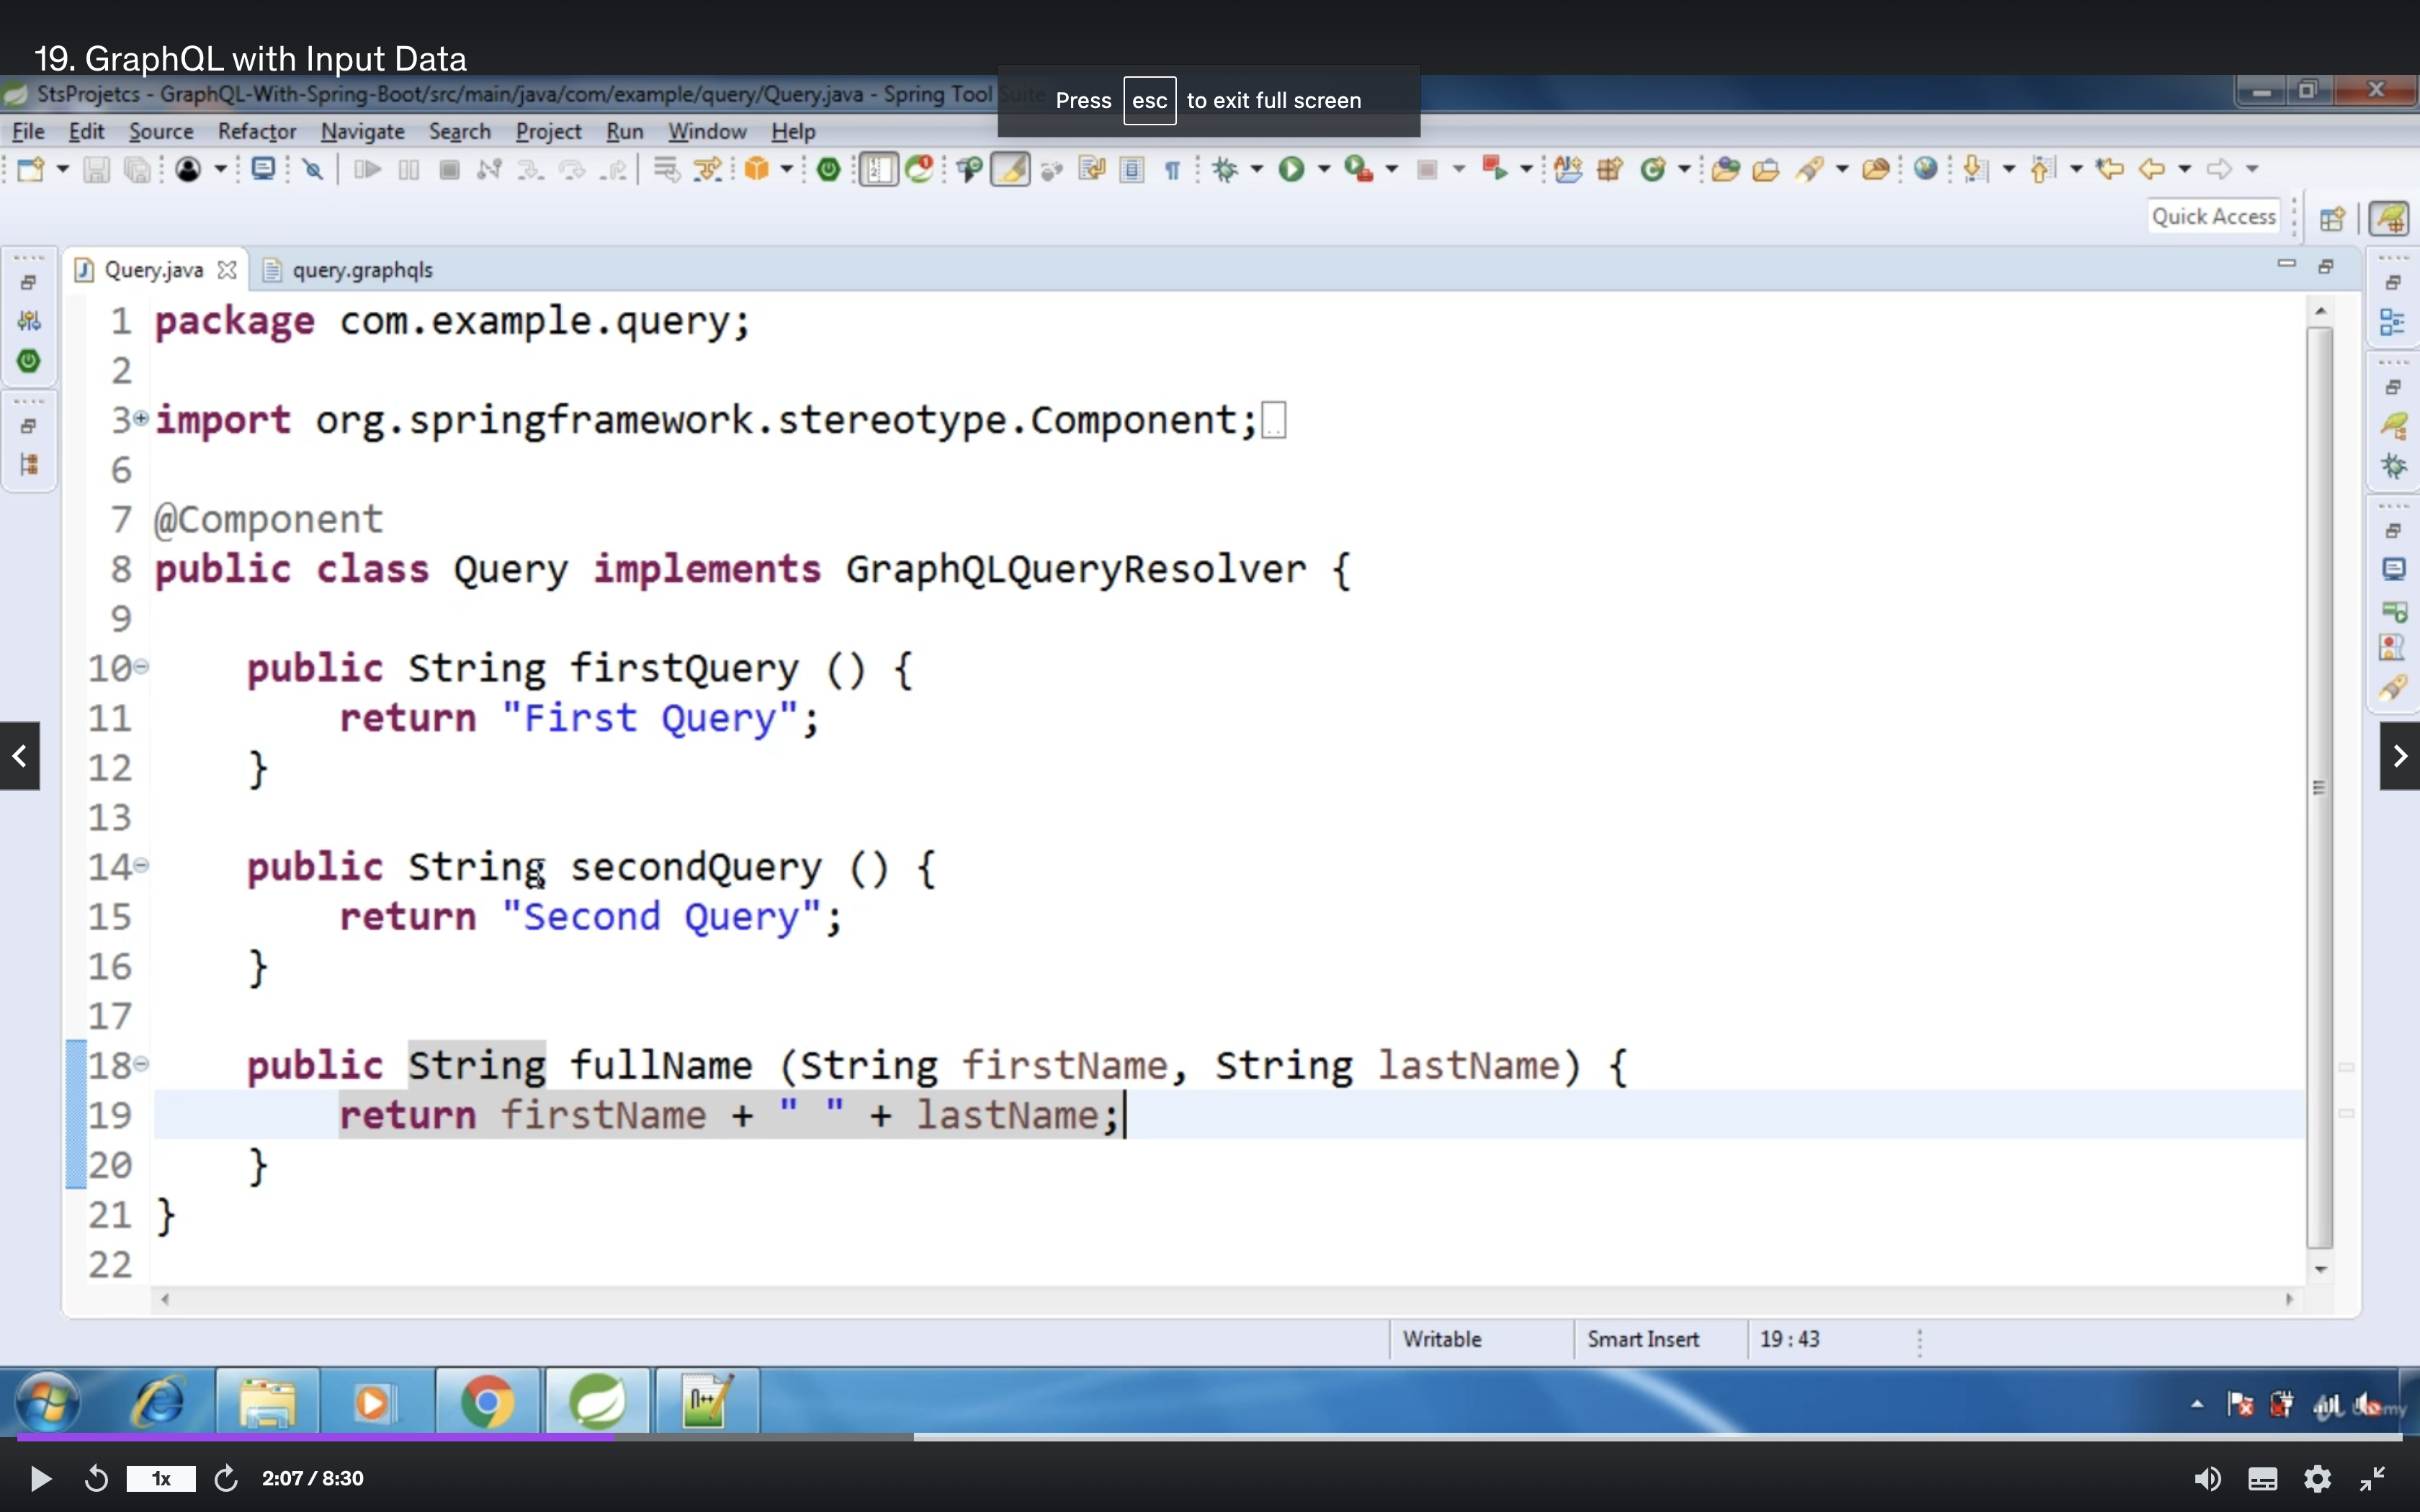 19. GraphQL with Input Data
StsProjetcs - GraphQL-With-Spring-Boot/src/main/java/com/example/query/Query.java - Spring Tool Suite
Press esc to exit full screen
File Edit Source Refactor Navigate Search Project Run Window Help
Quick Access
Query.java query.graphqls
1 package com.example.query;
2
3 import org.springframework.stereotype.Component;
6
7 @Component
8 public class Query implements GraphQLQueryResolver {
9
10 public String firstQuery () {
11 return "First Query";
12 }
13
14 public String secondQuery () {
15 return "Second Query";
16 }
17
18 public String fullName (String firstName, String lastName) {
19 return firstName + " " + lastName;
20 }
21 }
22
Writable Smart Insert 19 : 43
1x 2:07 / 8:30